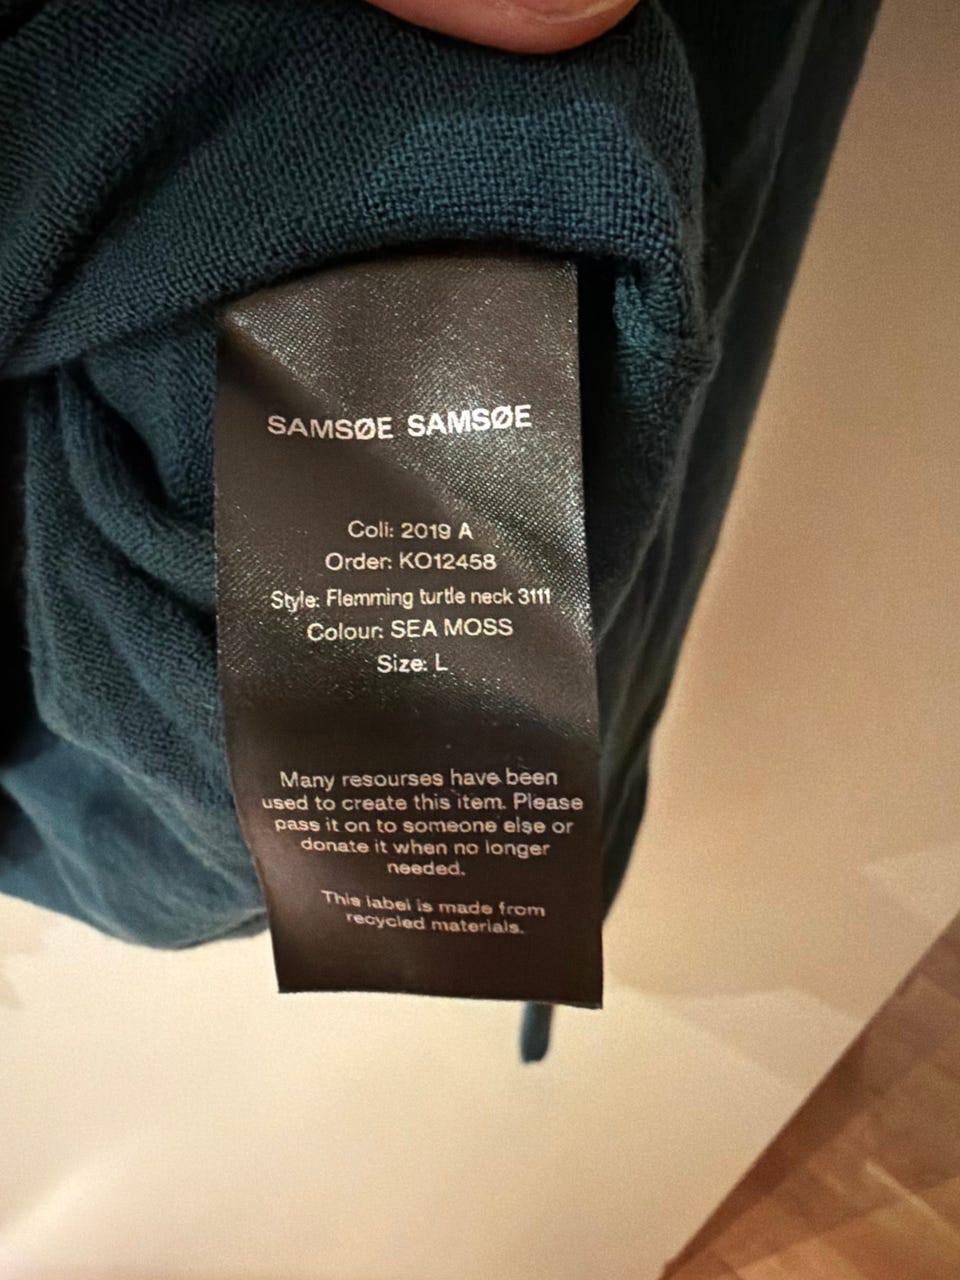 SAMSØE SAMSØE
Coli: 2019 A
Order: KO12458
Style: Flemming turtle neck 3111
Colour: SEA MOSS
Size: L
Many resourses have been
used to create this item. Please
pass it on to someone else or
donate it when no longer
needed.
This label is made from
recycled materials.